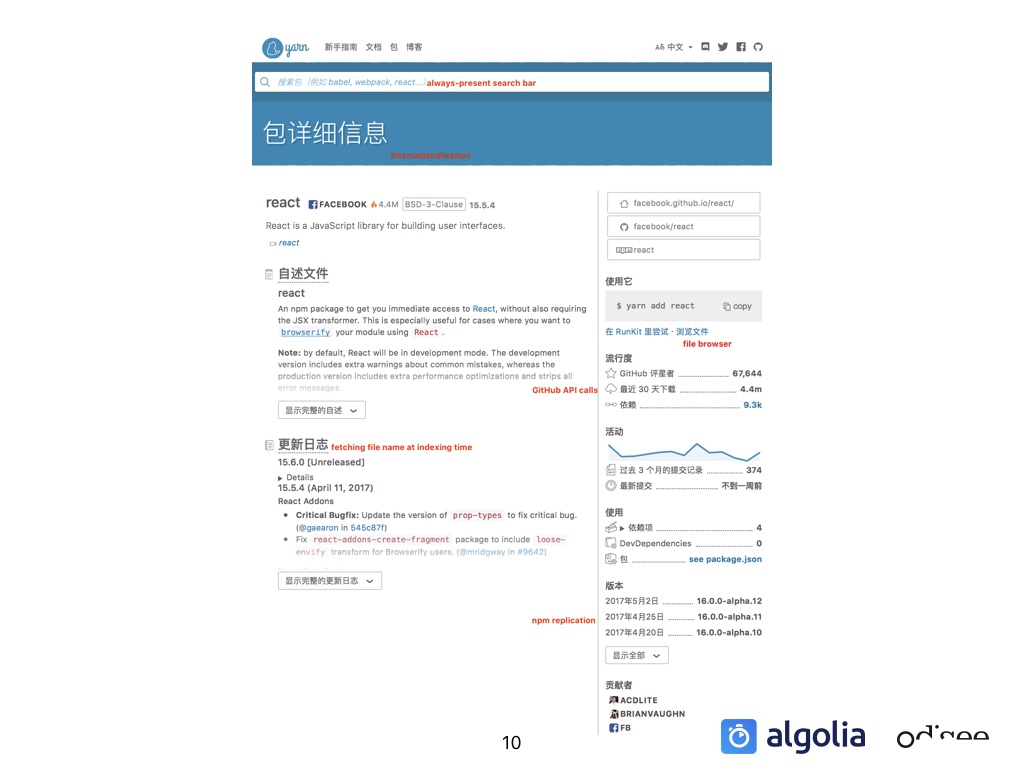 yarn 新手指南 文档 包 博客 中文
搜索包 (例如 babel, webpack, react...) always-present search bar
包详细信息
internationalisation
react FACEBOOK 4.4M BSD-3-Clause 15.5.4
React is a JavaScript library for building user interfaces.
react
自述文件
react
An npm package to get you immediate access to React, without also requiring
the JSX transformer. This is especially useful for cases where you want to
browserify your module using React.
Note: by default, React will be in development mode. The development
version includes extra warnings about common mistakes, whereas the
production version includes extra performance optimizations and strips all
error messages.
GitHub API calls
显示完整的自述
更新日志 fetching file name at indexing time
15.6.0 [Unreleased]
▶ Details
15.5.4 (April 11, 2017)
React Addons
• Critical Bugfix: Update the version of prop-types to fix critical bug.
(@gaearon in 545c87f)
• Fix react-addons-create-fragment package to include loose-
envify transform for Browserify users. (@mridgway in #9642)
显示完整的更新日志
npm replication
facebook.github.io/react/
facebook/react
npm react
使用它
$ yarn add react copy
在 RunKit 里尝试 · 浏览文件
file browser
流行度
GitHub 评星者 67,644
最近 30 天下载 4.4m
依赖 9.3k
活动
过去 3 个月的提交记录 374
最新提交 不到一周前
使用
▶ 依赖项 4
DevDependencies 0
包 see package.json
版本
2017年5月2日 16.0.0-alpha.12
2017年4月25日 16.0.0-alpha.11
2017年4月20日 16.0.0-alpha.10
显示全部
贡献者
ACDLITE
BRIANVAUGHN
FB
10
algolia
odisee